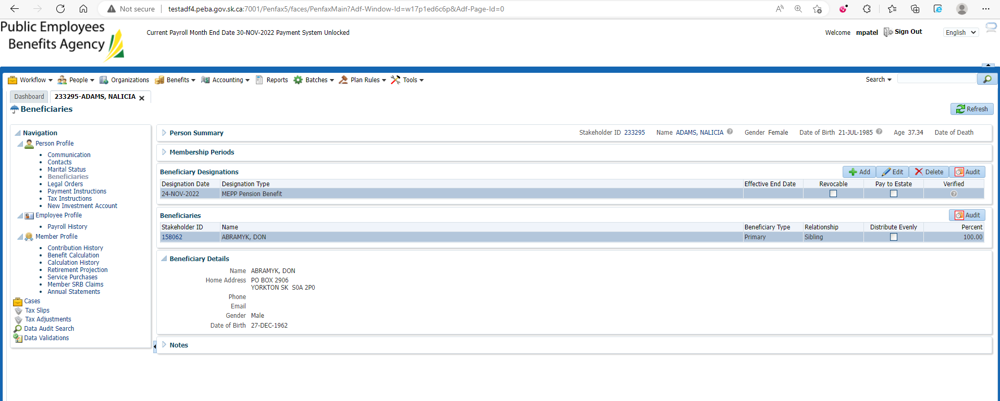 Not secure
testadf4.peba.gov.sk.ca:7001/Penfax5/faces/PenfaxMain?Adf-Window-Id=w17p1ed6c6p&Adf-Page-Id=0
Public Employees
Benefits Agency
Current Payroll Month End Date 30-NOV-2022 Payment System Unlocked
Welcome mpatel Sign Out English
Workflow People Organizations Benefits Accounting Reports Batches Plan Rules Tools Search
Dashboard 233295-ADAMS, NALICIA
Beneficiaries
Refresh
Navigation
Person Profile
Communication
Contacts
Marital Status
Beneficiaries
Legal Orders
Payment Instructions
Tax Instructions
New Investment Account
Employee Profile
Payroll History
Member Profile
Contribution History
Benefit Calculation
Calculation History
Retirement Projection
Service Purchases
Member SRB Claims
Annual Statements
Cases
Tax Slips
Tax Adjustments
Data Audit Search
Data Validations
Person Summary Stakeholder ID 233295 Name ADAMS, NALICIA Gender Female Date of Birth 21-JUL-1985 Age 37.34 Date of Death
Membership Periods
Beneficiary Designations Add Edit Delete Audit
Designation Date Designation Type Effective End Date Revocable Pay to Estate Verified
24-NOV-2022 MEPP Pension Benefit
Beneficiaries Audit
Stakeholder ID Name Beneficiary Type Relationship Distribute Evenly Percent
158062 ABRAMYK, DON Primary Sibling 100.00
Beneficiary Details
Name ABRAMYK, DON
Home Address PO BOX 2906
YORKTON SK S0A 2P0
Phone
Email
Gender Male
Date of Birth 27-DEC-1962
Notes